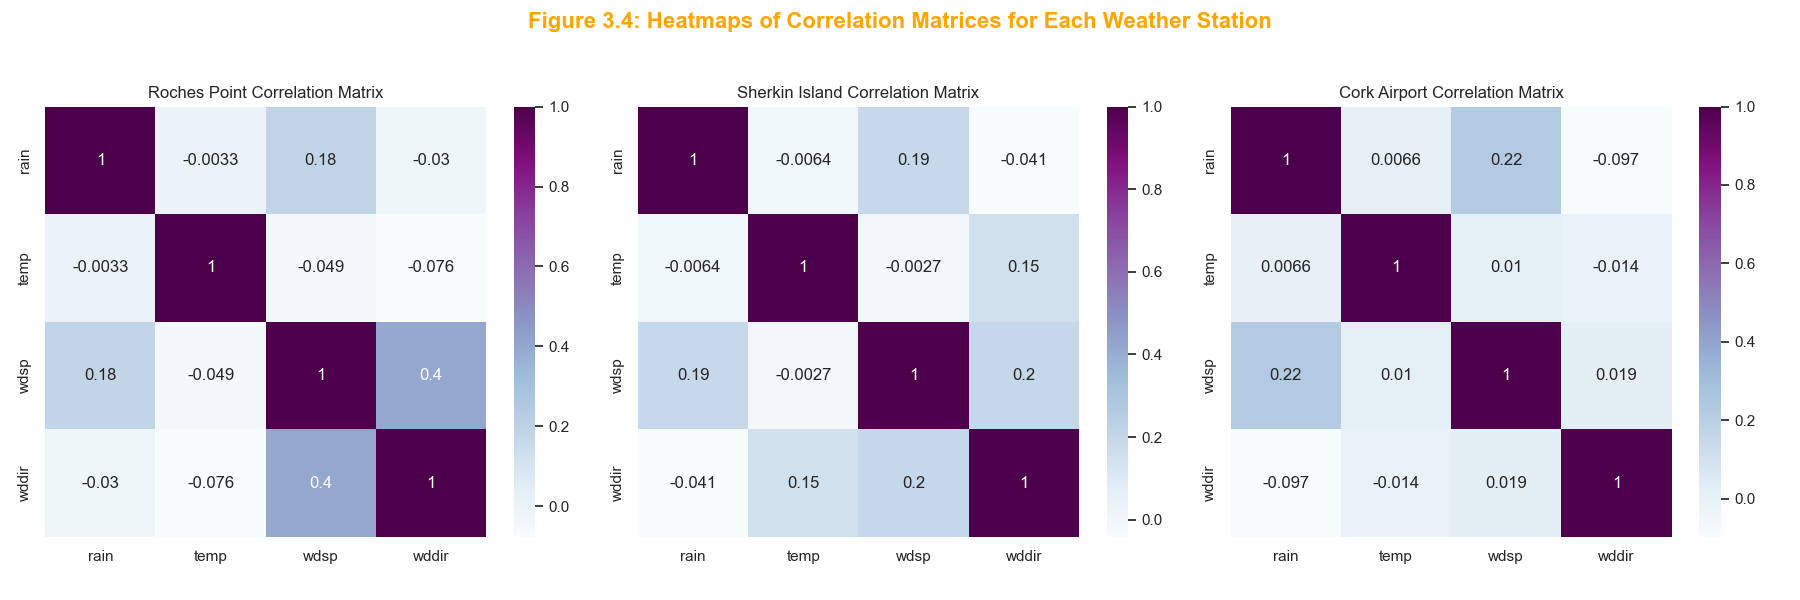 Figure 3.4: Heatmaps of Correlation Matrices for Each Weather Station
Roches Point Correlation Matrix
rain 1 -0.0033 0.18 -0.03
temp -0.0033 1 -0.049 -0.076
wdsp 0.18 -0.049 1 0.4
wddir -0.03 -0.076 0.4 1
rain temp wdsp wddir
1.0
0.8
0.6
0.4
0.2
0.0
Sherkin Island Correlation Matrix
rain 1 -0.0064 0.19 -0.041
temp -0.0064 1 -0.0027 0.15
wdsp 0.19 -0.0027 1 0.2
wddir -0.041 0.15 0.2 1
rain temp wdsp wddir
1.0
0.8
0.6
0.4
0.2
0.0
Cork Airport Correlation Matrix
rain 1 0.0066 0.22 -0.097
temp 0.0066 1 0.01 -0.014
wdsp 0.22 0.01 1 0.019
wddir -0.097 -0.014 0.019 1
rain temp wdsp wddir
1.0
0.8
0.6
0.4
0.2
0.0